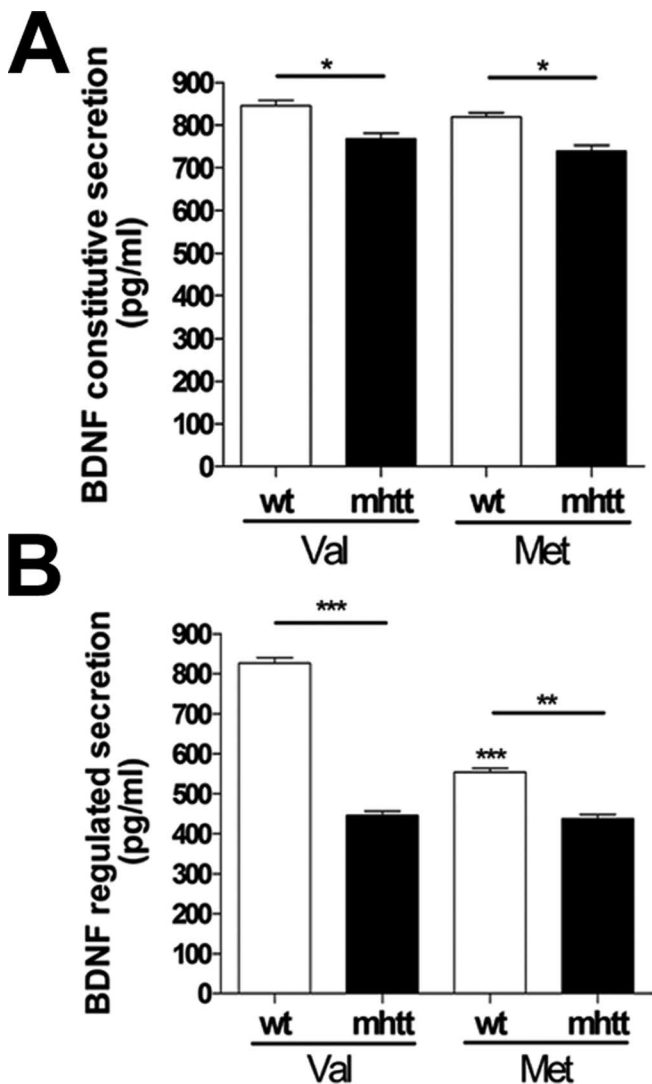 A
BDNF constitutive secretion
(pg/ml)
900
800
700
600
500
400
300
200
100
0
*
*
wt
mhtt
wt
mhtt
Val
Met
B
BDNF regulated secretion
(pg/ml)
900
800
700
600
500
400
300
200
100
0
***
**
***
wt
mhtt
wt
mhtt
Val
Met